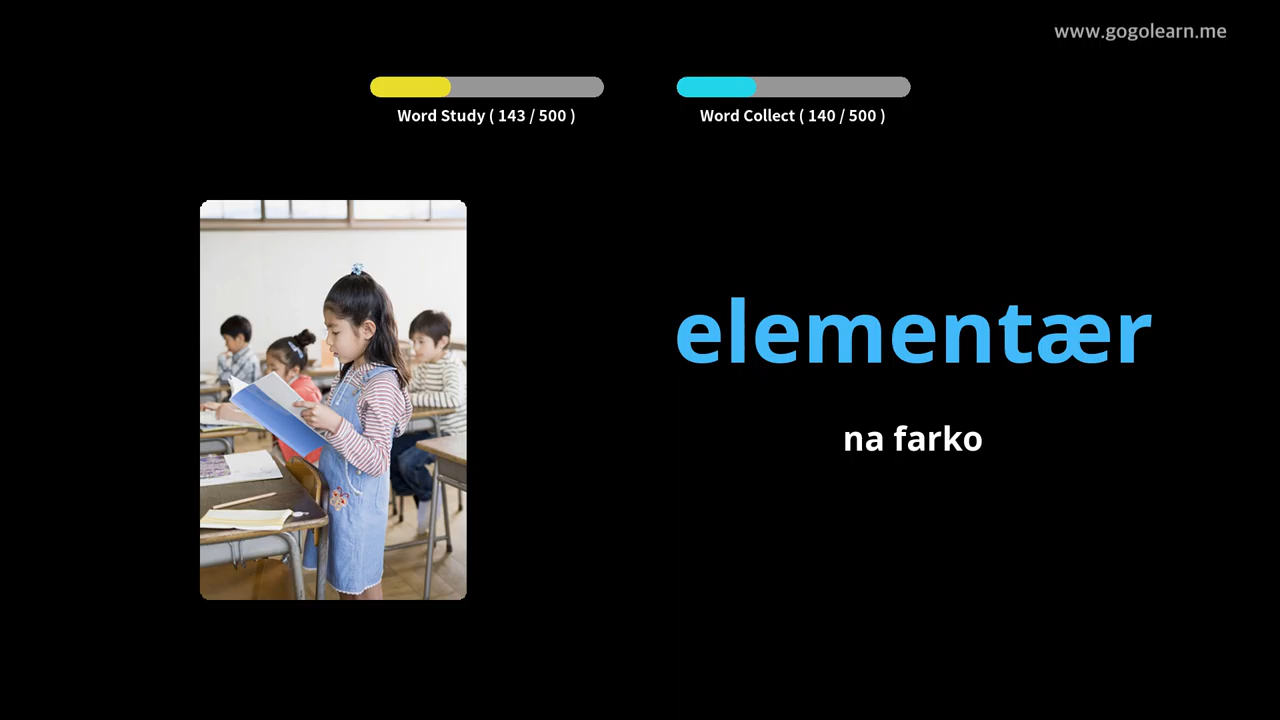 www.gogolearn.me
Word Study ( 143 / 500 )
Word Collect ( 140 / 500 )
elementær
na farko